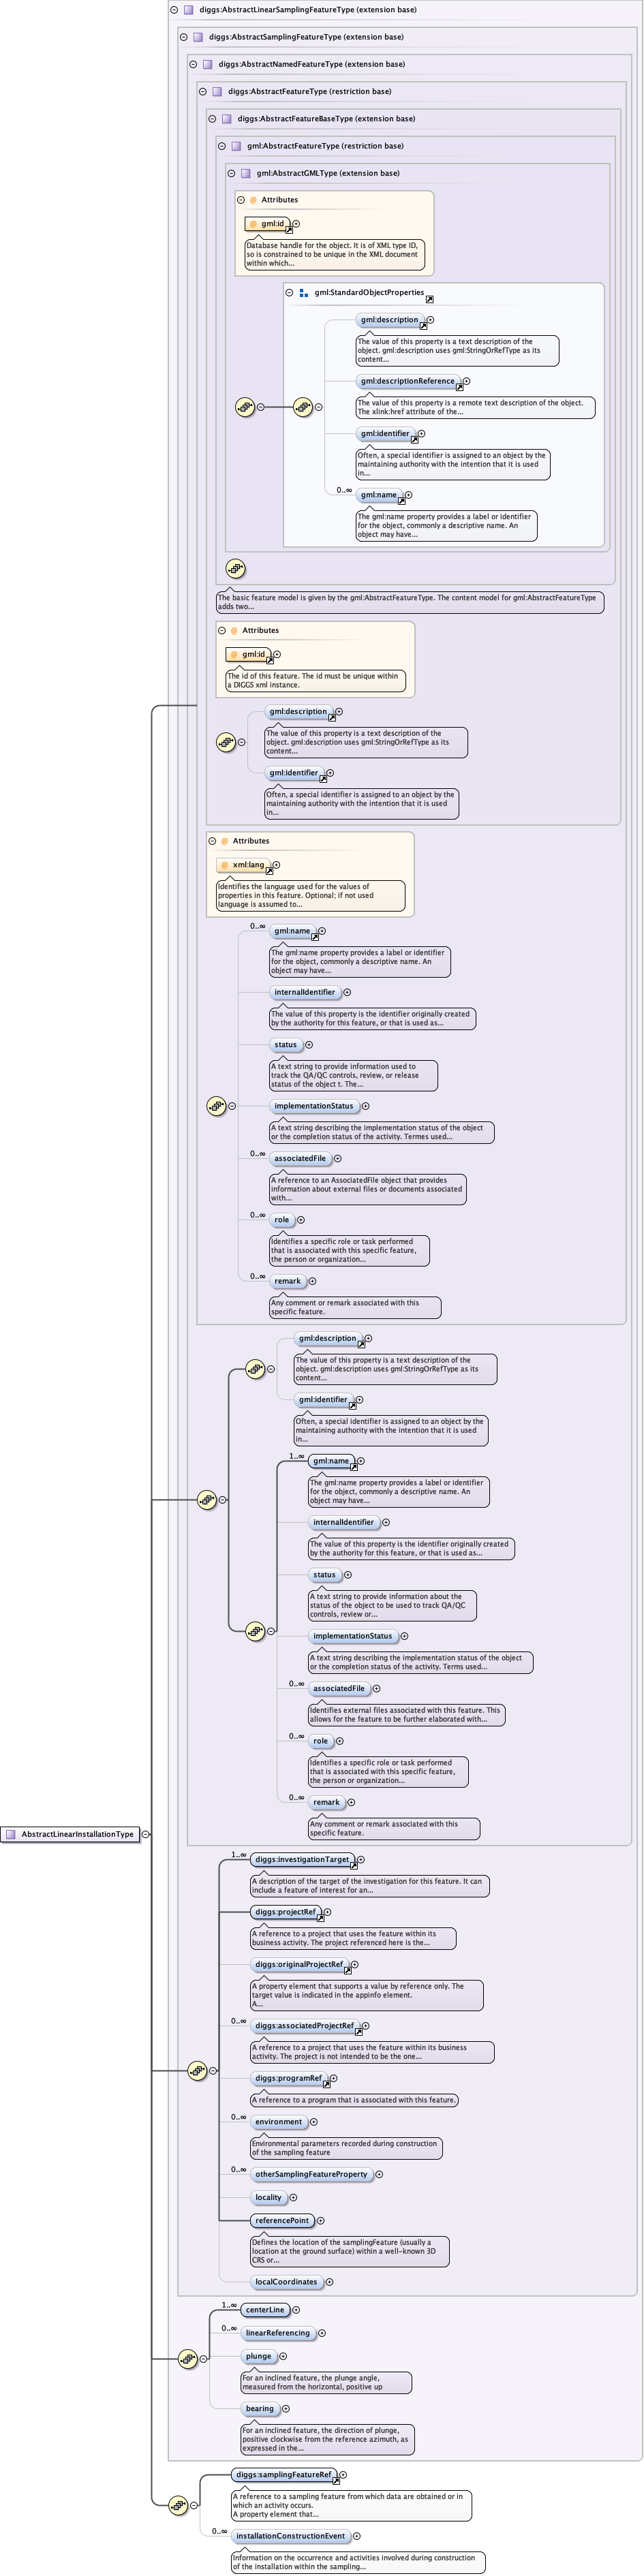 diggs:AbstractLinearSamplingFeatureType (extension base)
diggs:AbstractSamplingFeatureType (extension base)
diggs:AbstractNamedFeatureType (extension base)
diggs:AbstractFeatureType (restriction base)
diggs:AbstractFeatureBaseType (extension base)
gml:AbstractFeatureType (restriction base)
gml:AbstractGMLType (extension base)
@ Attributes
@ gml:id
Database handle for the object. It is of XML type ID,
so is constrained to be unique in the XML document
within which...
gml:StandardObjectProperties
gml:description
The value of this property is a text description of the
object. gml:description uses gml:StringOrRefType as its
content...
gml:descriptionReference
The value of this property is a remote text description of the object.
The xlink:href attribute of the...
gml:identifier
Often, a special identifier is assigned to an object by the
maintaining authority with the intention that it is used
in...
0..∞
gml:name
The gml:name property provides a label or identifier
for the object, commonly a descriptive name. An
object may have...
The basic feature model is given by the gml:AbstractFeatureType. The content model for gml:AbstractFeatureType
adds two...
@ Attributes
@ gml:id
The id of this feature. The id must be unique within
a DIGGS xml instance.
gml:description
The value of this property is a text description of the
object. gml:description uses gml:StringOrRefType as its
content...
gml:identifier
Often, a special identifier is assigned to an object by the
maintaining authority with the intention that it is used
in...
@ Attributes
@ xml:lang
Identifies the language used for the values of
properties in this feature. Optional; if not used
language is assumed to...
0..∞
gml:name
The gml:name property provides a label or identifier
for the object, commonly a descriptive name. An
object may have...
internalIdentifier
The value of this property is the identifier originally created
by the authority for this feature, or that is used as...
status
A text string to provide information used to
track the QA/QC controls, review, or release
status of the object t. The...
implementationStatus
A text string describing the implementation status of the object
or the completion status of the activity. Termes used...
0..∞
associatedFile
A reference to an AssociatedFile object that provides
information about external files or documents associated
with...
0..∞
role
Identifies a specific role or task performed
that is associated with this specific feature,
the person or organization...
0..∞
remark
Any comment or remark associated with this
specific feature.
gml:description
The value of this property is a text description of the
object. gml:description uses gml:StringOrRefType as its
content...
gml:identifier
Often, a special identifier is assigned to an object by the
maintaining authority with the intention that it is used
in...
1..∞
gml:name
The gml:name property provides a label or identifier
for the object, commonly a descriptive name. An
object may have...
internalIdentifier
The value of this property is the identifier originally created
by the authority for this feature, or that is used as...
status
A text string to provide information about the
status of the object to be used to track QA/QC
controls, review or...
implementationStatus
A text string describing the implementation status of the object
or the completion status of the activity. Terms used...
0..∞
associatedFile
Identifies external files associated with this feature. This
allows for the feature to be further elaborated with...
0..∞
role
Identifies a specific role or task performed
that is associated with this specific feature,
the person or organization...
0..∞
remark
Any comment or remark associated with this
specific feature.
AbstractLinearInstallationType
1..∞
diggs:investigationTarget
A description of the target of the investigation for this feature. It can
include a feature of interest for an...
diggs:projectRef
A reference to a project that uses the feature within its
business activity. The project referenced here is the...
diggs:originalProjectRef
A property element that supports a value by reference only. The
target value is indicated in the appinfo element.
A...
0..∞
diggs:associatedProjectRef
A reference to a project that uses the feature within its business
activity. The project is not intended to be the one...
diggs:programRef
A reference to a program that is associated with this feature.
0..∞
environment
Environmental parameters recorded during construction
of the sampling feature
0..∞
otherSamplingFeatureProperty
locality
referencePoint
Defines the location of the samplingFeature (usually a
location at the ground surface) within a well-known 3D
CRS or...
localCoordinates
1..∞
centerLine
0..∞
linearReferencing
plunge
For an inclined feature, the plunge angle,
measured from the horizontal, positive up
bearing
For an inclined feature, the direction of plunge,
positive clockwise from the reference azimuth, as
expressed in the...
diggs:samplingFeatureRef
A reference to a sampling feature from which data are obtained or in
which an activity occurs.
A property element that...
0..∞
installationConstructionEvent
Information on the occurrence and activities involved during construction
of the installation within the sampling...